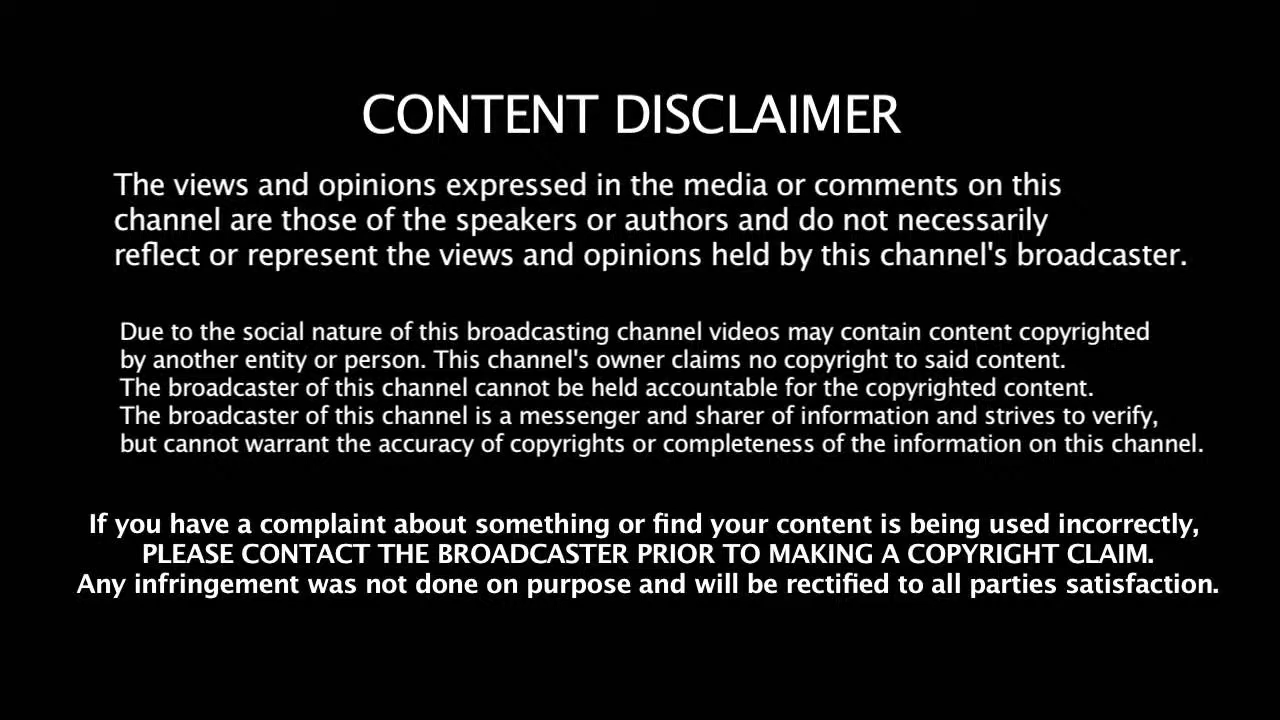 CONTENT DISCLAIMER
The views and opinions expressed in the media or comments on this
channel are those of the speakers or authors and do not necessarily
reflect or represent the views and opinions held by this channel's broadcaster.
Due to the social nature of this broadcasting channel videos may contain content copyrighted
by another entity or person. This channel's owner claims no copyright to said content.
The broadcaster of this channel cannot be held accountable for the copyrighted content.
The broadcaster of this channel is a messenger and sharer of information and strives to verify,
but cannot warrant the accuracy of copyrights or completeness of the information on this channel.
If you have a complaint about something or find your content is being used incorrectly,
PLEASE CONTACT THE BROADCASTER PRIOR TO MAKING A COPYRIGHT CLAIM.
Any infringement was not done on purpose and will be rectified to all parties satisfaction.